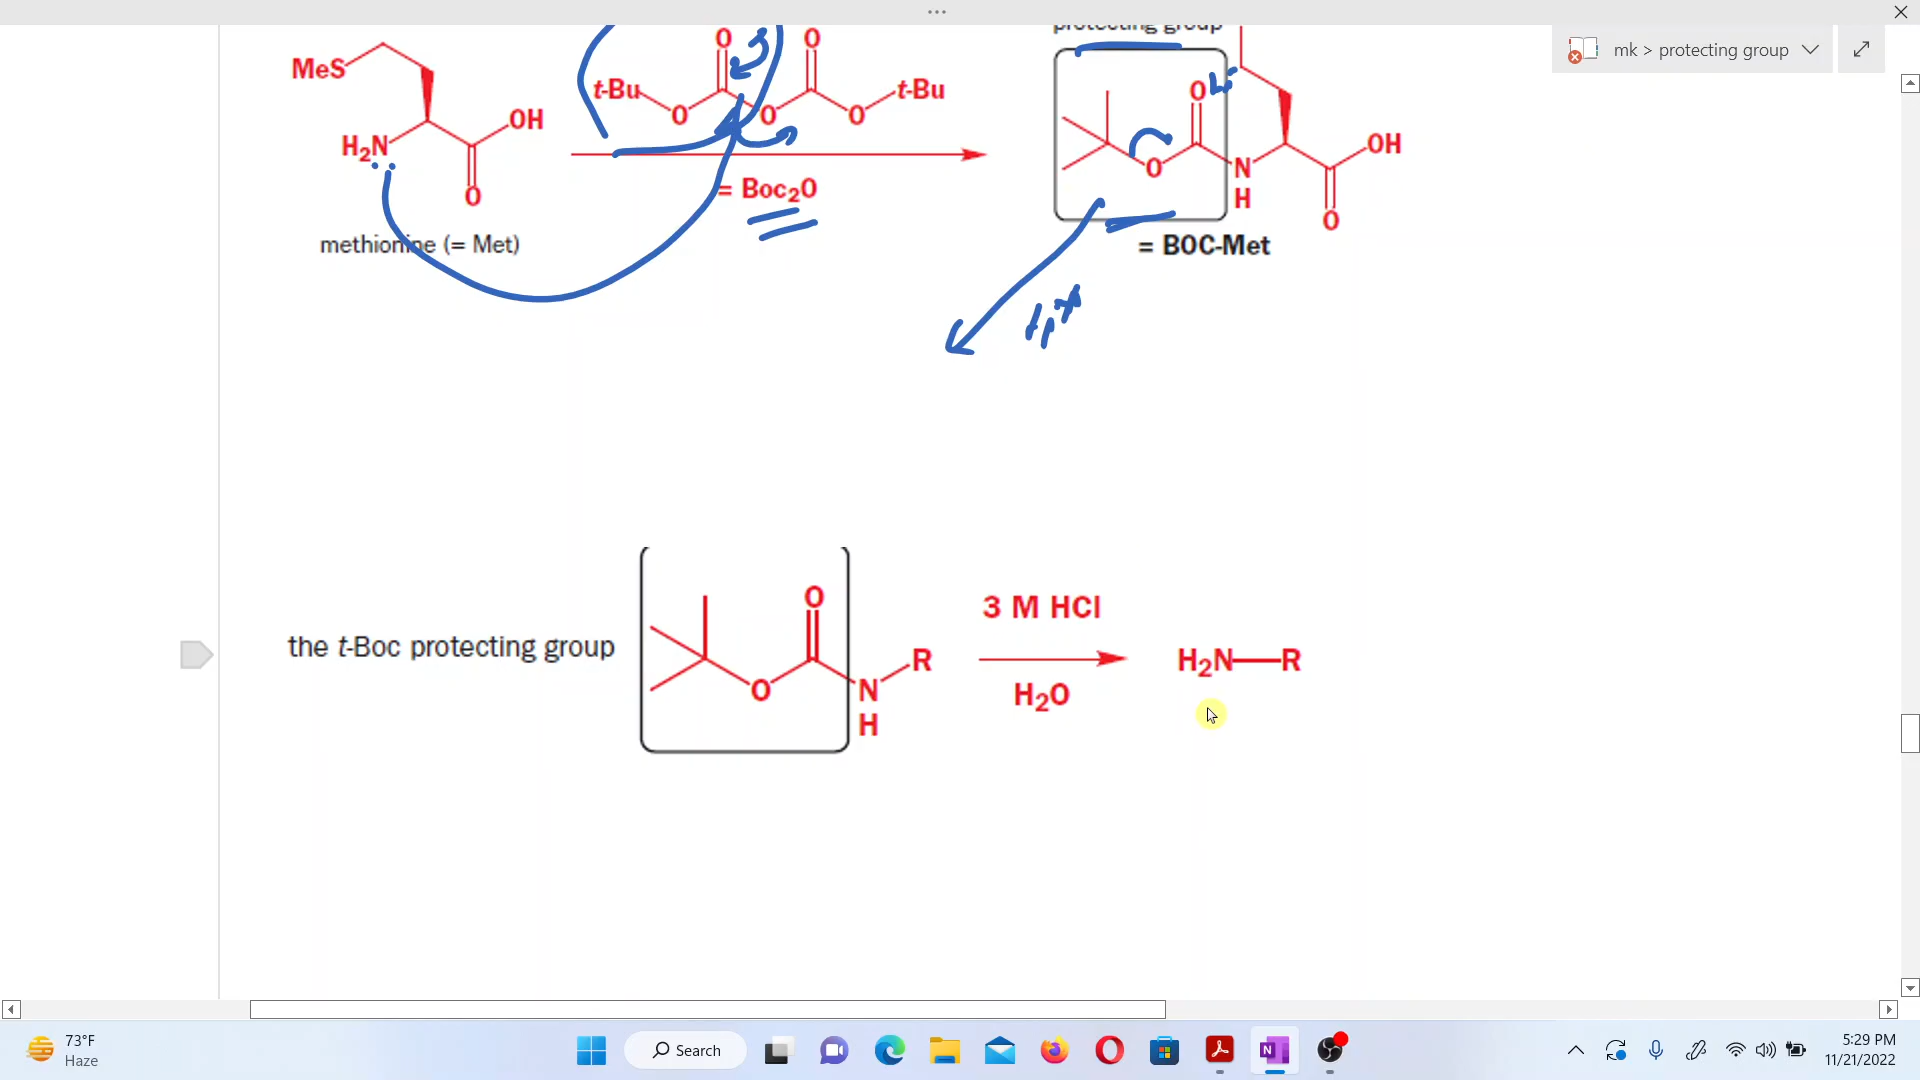 protecting group
mk > protecting group
MeS
H₂N
OH
O
methionine (= Met)
O O
t-Bu O O O t-Bu
= Boc₂O
O
O
N
H
OH
O
= BOC-Met
the t-Boc protecting group
O
O
N
H
R
3 M HCl
H₂O
H₂N—R
73°F
Haze
Search
5:29 PM
11/21/2022